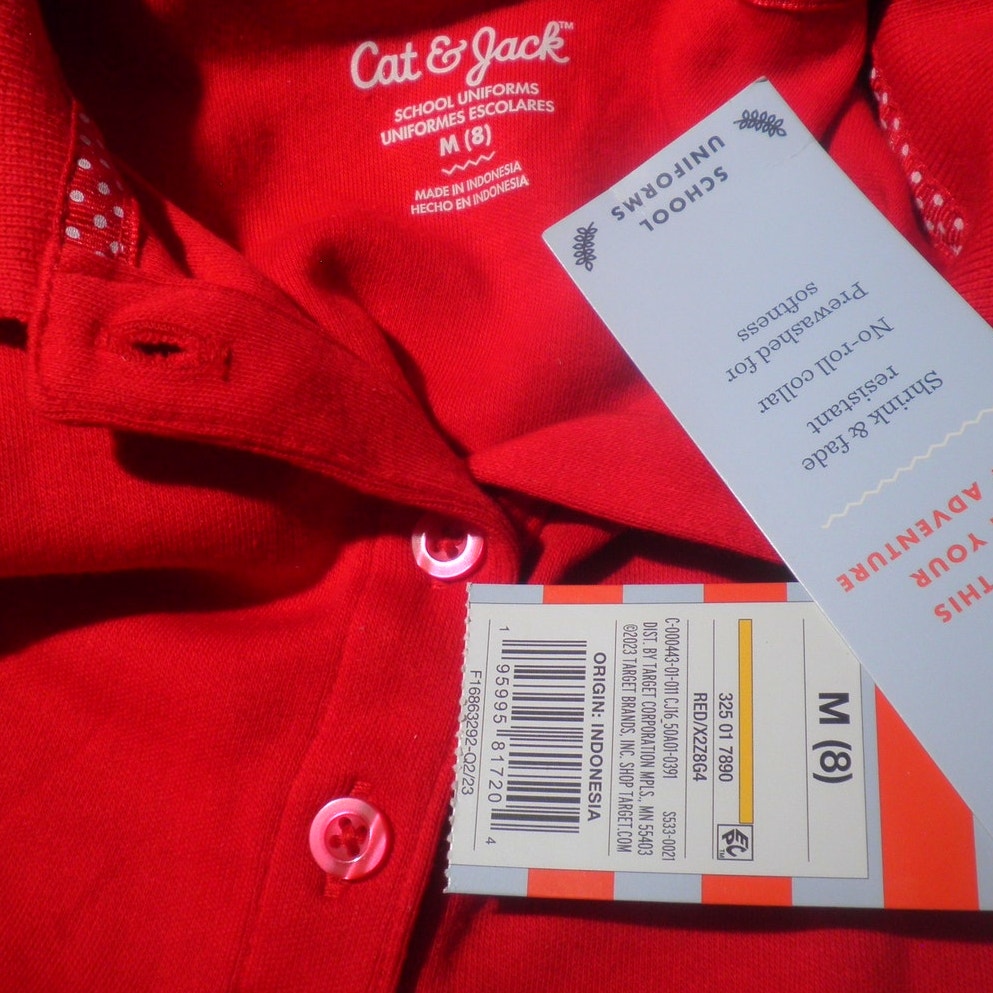 Cat & Jack™
SCHOOL UNIFORMS
UNIFORMES ESCOLARES
M (8)
MADE IN INDONESIA
HECHO EN INDONESIA
SCHOOL
UNIFORMS
Prewashed for
softness
No-roll collar
Shrink & fade
resistant
THIS
YOUR
ADVENTURE
M (8)
325 01 7890
RED/X2Z8G4
C-000443-01-011 CJ16_50A01-0391 S533-0021
DIST. BY TARGET CORPORATION MPLS., MN 55403
©2023 TARGET BRANDS, INC. SHOP TARGET.COM
ORIGIN: INDONESIA
1 95995 81720 4
F16863292-Q2/23